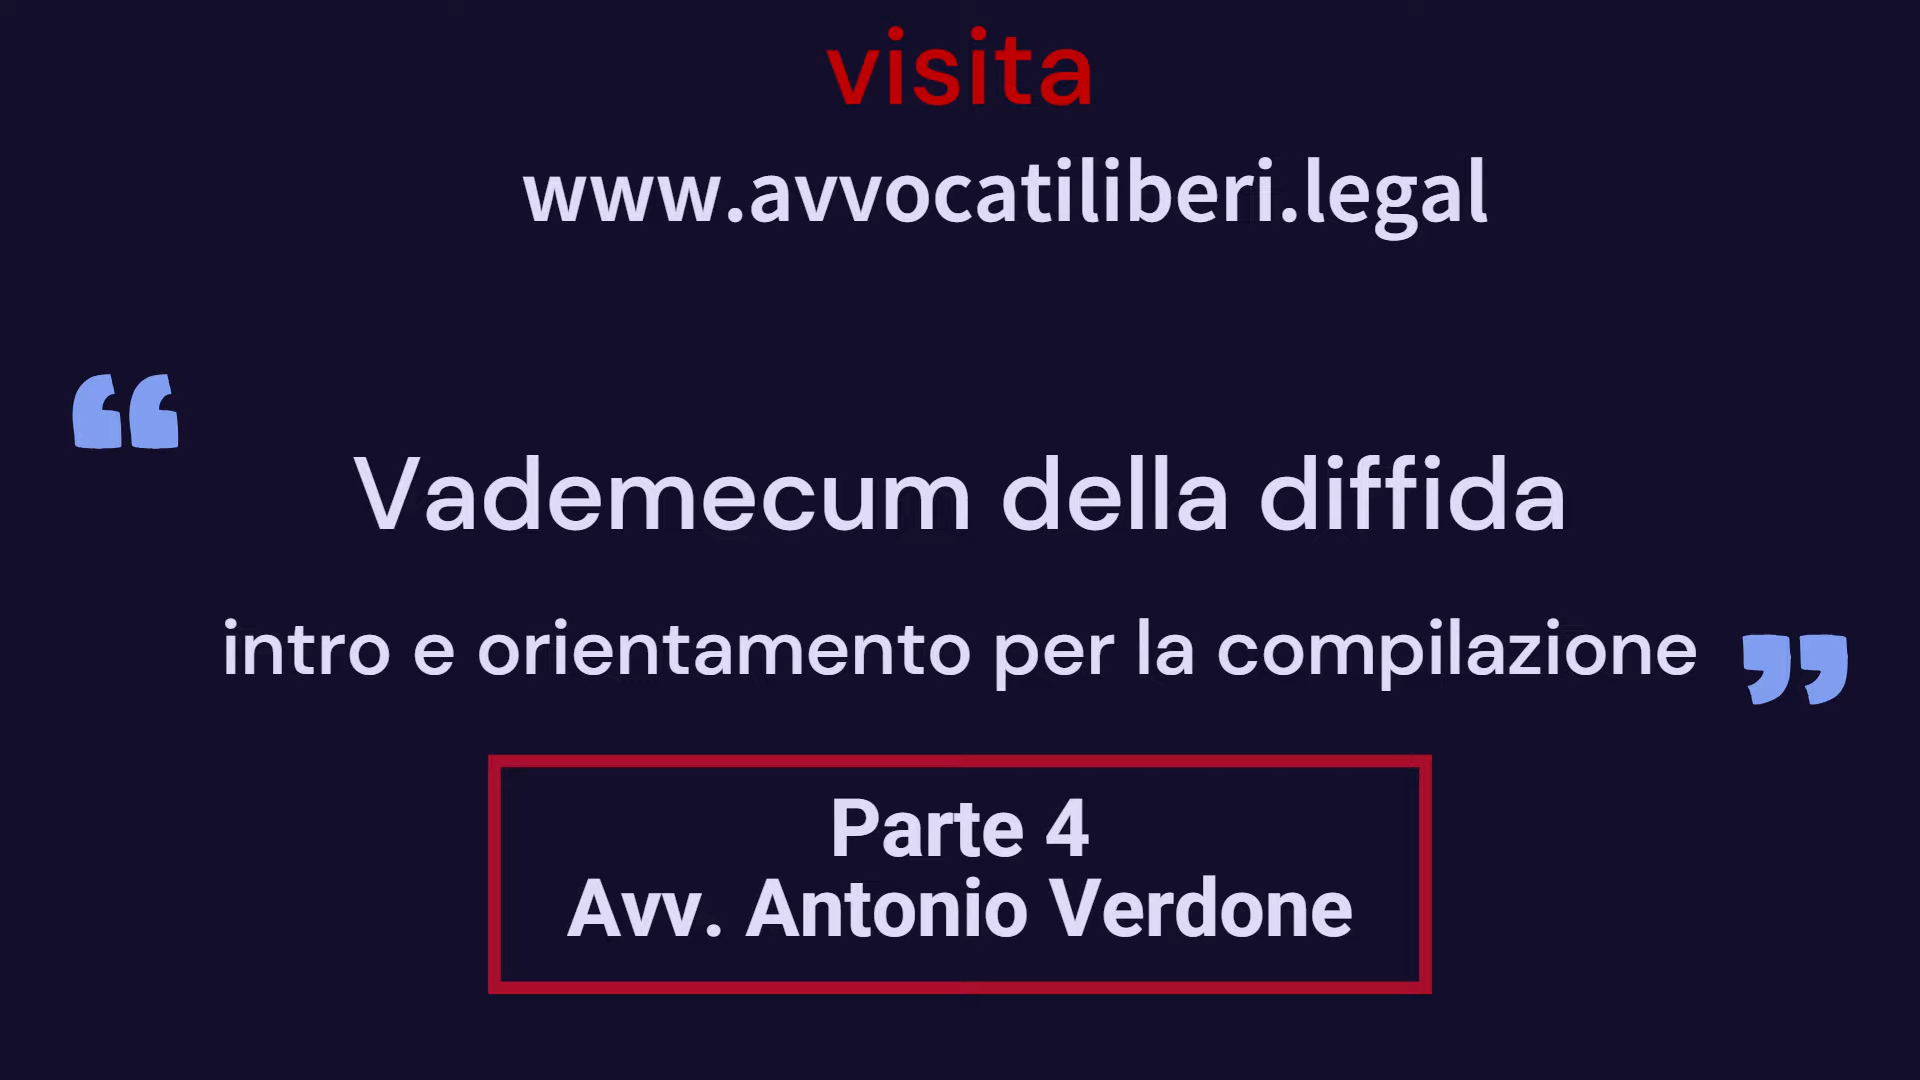 visita
www.avvocatiliberi.legal
“
Vademecum della diffida
intro e orientamento per la compilazione ”
Parte 4
Avv. Antonio Verdone